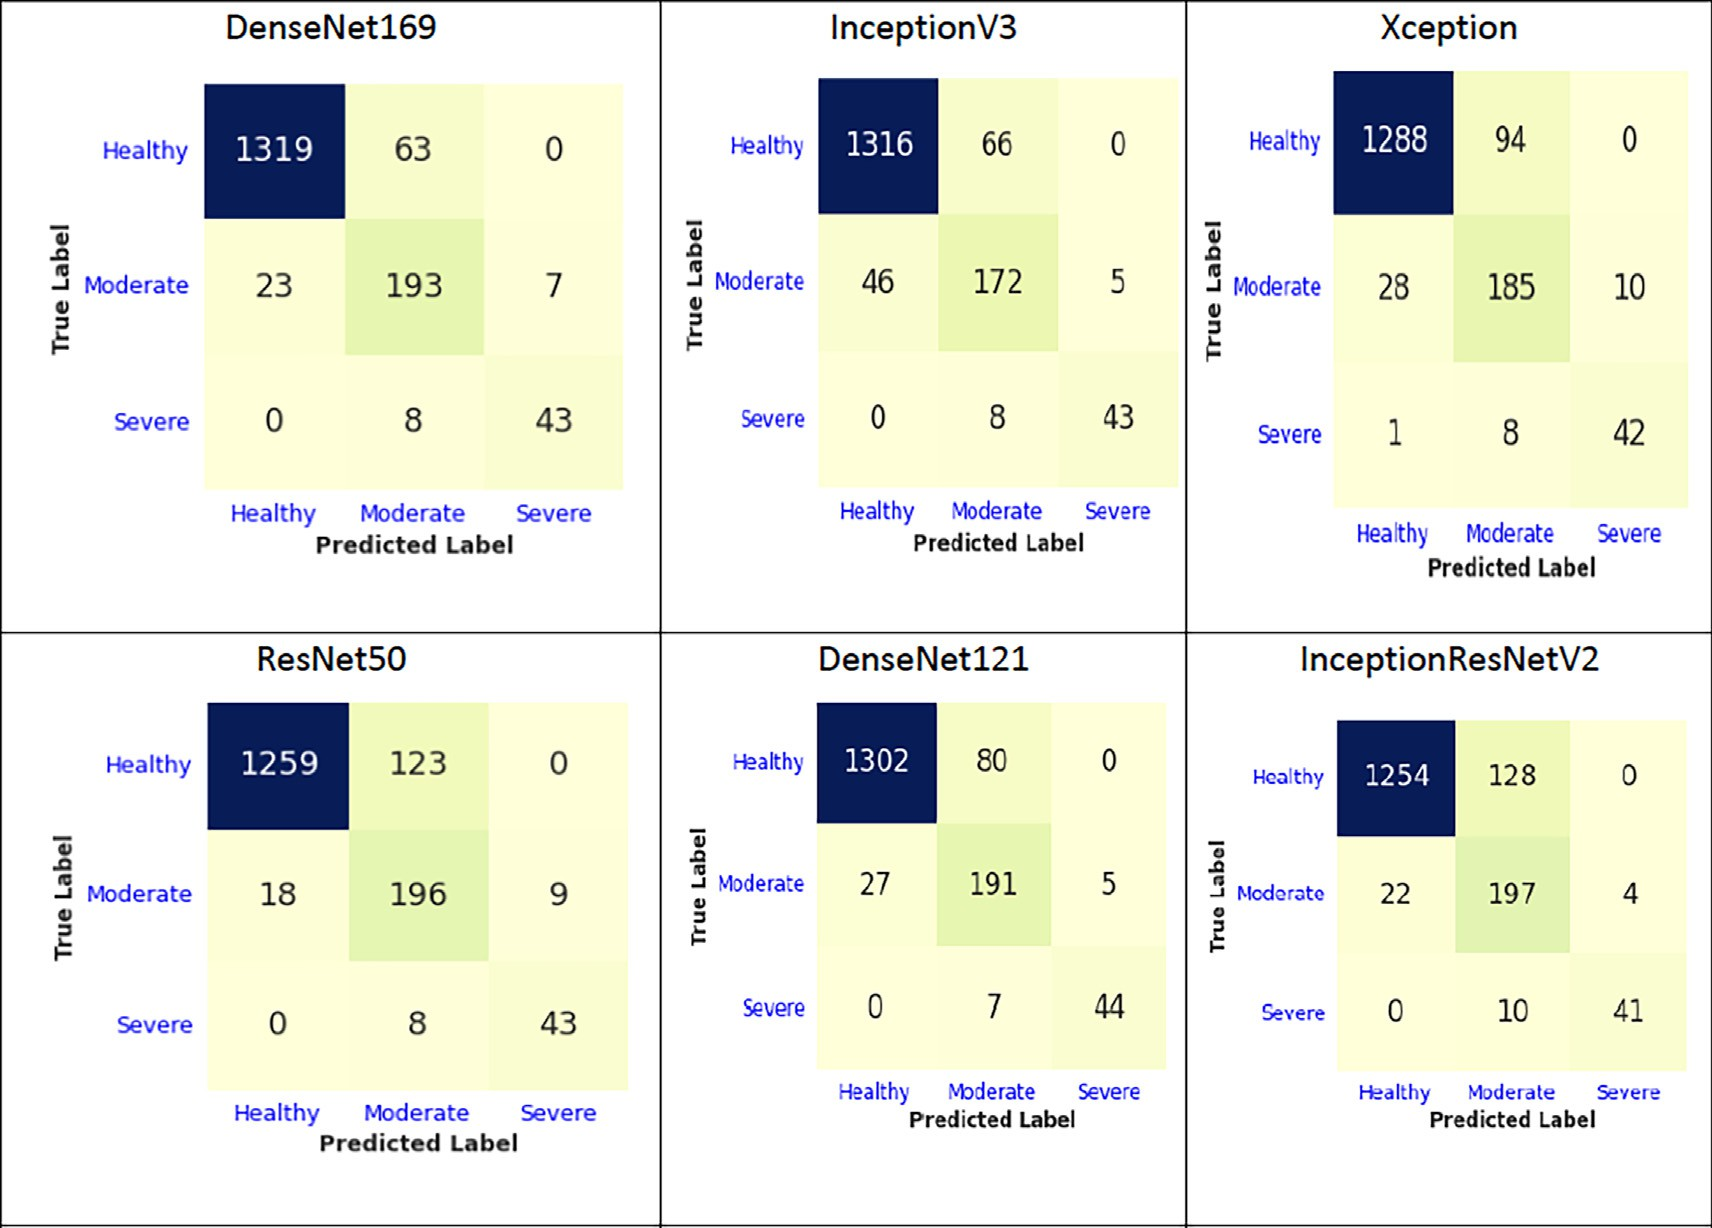 DenseNet169
Healthy 1319 63 0
Moderate 23 193 7
Severe 0 8 43
Healthy Moderate Severe
Predicted Label
True Label
InceptionV3
Healthy 1316 66 0
Moderate 46 172 5
Severe 0 8 43
Healthy Moderate Severe
Predicted Label
True Label
Xception
Healthy 1288 94 0
Moderate 28 185 10
Severe 1 8 42
Healthy Moderate Severe
Predicted Label
True Label
ResNet50
Healthy 1259 123 0
Moderate 18 196 9
Severe 0 8 43
Healthy Moderate Severe
Predicted Label
True Label
DenseNet121
Healthy 1302 80 0
Moderate 27 191 5
Severe 0 7 44
Healthy Moderate Severe
Predicted Label
True Label
InceptionResNetV2
Healthy 1254 128 0
Moderate 22 197 4
Severe 0 10 41
Healthy Moderate Severe
Predicted Label
True Label